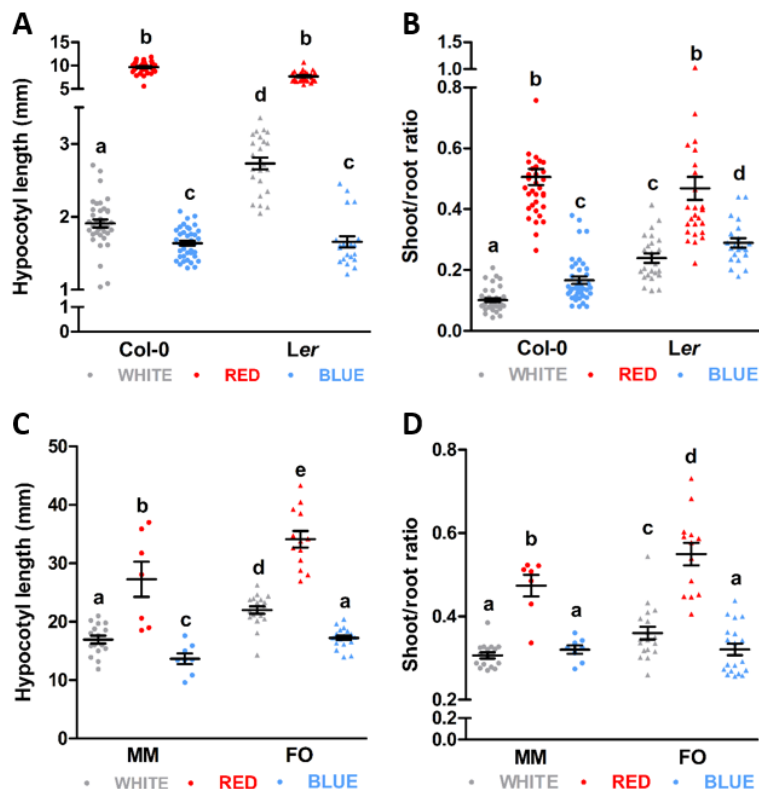 A
Hypocotyl length (mm)
15
10
5
3
2
1
1
0
b
b
a
c
d
c
Col-0
Ler
WHITE RED BLUE
B
Shoot/root ratio
1.5
1.0
0.8
0.6
0.4
0.2
0.0
a
b
c
c
b
d
Col-0
Ler
WHITE RED BLUE
C
Hypocotyl length (mm)
50
40
30
20
10
0
a
b
c
d
e
a
MM
FO
WHITE RED BLUE
D
Shoot/root ratio
0.8
0.6
0.4
0.2
0.2
0.0
a
b
a
c
d
a
MM
FO
WHITE RED BLUE